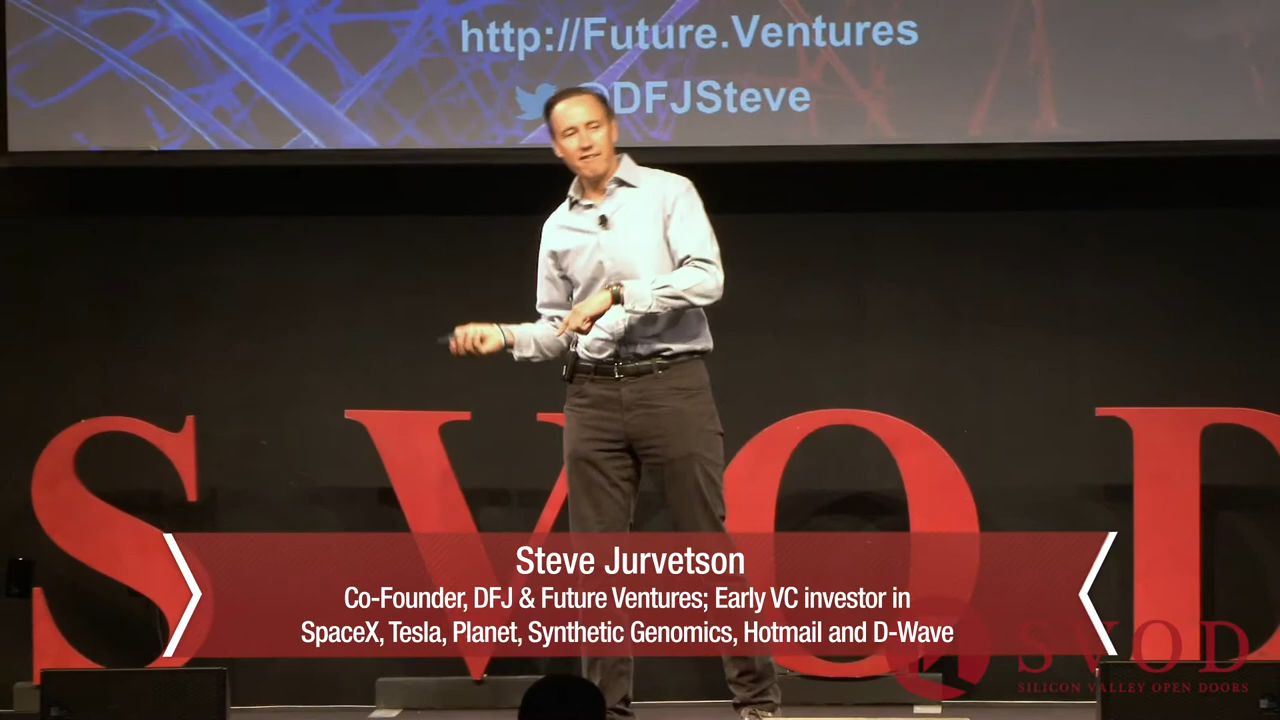 http://Future.Ventures
@DFJSteve
S V O D
Steve Jurvetson
Co-Founder, DFJ & Future Ventures; Early VC investor in
SpaceX, Tesla, Planet, Synthetic Genomics, Hotmail and D-Wave
SVOD
SILICON VALLEY OPEN DOORS